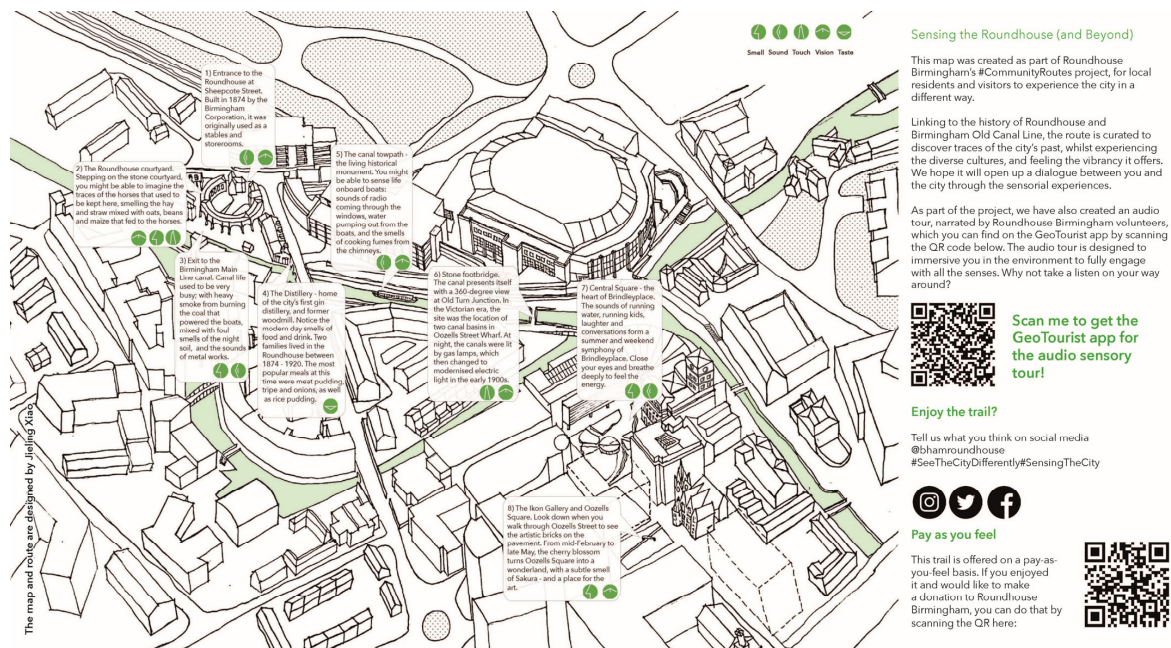 Smell Sound Touch Vision Taste
1) Entrance to the
Roundhouse at
Sheepcote Street.
Built in 1874 by the
Birmingham
Corporation, it was
originally used as a
stables and
storerooms.
2) The Roundhouse courtyard.
Stepping on the stone courtyard,
you might be able to imagine the
traces of the horses that used to
be kept here, smelling the hay
and straw mixed with oats, beans
and maize that fed to the horses.
3) Exit to the
Birmingham Main
Line canal. Canal life
used to be very
busy; with heavy
smoke from burning
the coal that
powered the boats,
mixed with foul
smells of the night
soil, and the sounds
of metal works.
4) The Distillery - home
of the city's first gin
distillery, and former
woodmill. Notice the
modern day smells of
food and drink. Two
families lived in the
Roundhouse between
1874 - 1920. The most
popular meals at this
time were meat pudding,
tripe and onions, as well
as rice pudding.
5) The canal towpath -
the living historical
monument. You might
be able to sense life
onboard boats:
sounds of radio
coming through the
windows, water
pumping out from the
boats, and the smells
of cooking fumes from
the chimneys.
6) Stone footbridge.
The canal presents itself
with a 360-degree view
at Old Turn Junction. In
the Victorian era, the
site was the location of
two canal basins in
Oozells Street Wharf. At
night, the canals were lit
by gas lamps, which
then changed to
modernised electric
light in the early 1900s.
7) Central Square - the
heart of Brindleyplace.
The sounds of running
water, running kids,
laughter and
conversations form a
summer and weekend
symphony of
Brindleyplace. Close
your eyes and breathe
deeply to feel the
energy.
8) The Ikon Gallery and Oozells
Square. Look down when you
walk through Oozells Street to see
the artistic bricks on the
pavement. From mid-February to
late May, the cherry blossom
turns Oozells Square into a
wonderland, with a subtle smell
of Sakura - and a place for the
art.
The map and route are designed by Jieling Xiao
Sensing the Roundhouse (and Beyond)
This map was created as part of Roundhouse
Birmingham's #CommunityRoutes project, for local
residents and visitors to experience the city in a
different way.
Linking to the history of Roundhouse and
Birmingham Old Canal Line, the route is curated to
discover traces of the city's past, whilst experiencing
the diverse cultures, and feeling the vibrancy it offers.
We hope it will open up a dialogue between you and
the city through the sensorial experiences.
As part of the project, we have also created an audio
tour, narrated by Roundhouse Birmingham volunteers,
which you can find on the GeoTourist app by scanning
the QR code below. The audio tour is designed to
immersive you in the environment to fully engage
with all the senses. Why not take a listen on your way
around?
Scan me to get the
GeoTourist app for
the audio sensory
tour!
Enjoy the trail?
Tell us what you think on social media
@bhamroundhouse
#SeeTheCityDifferently#SensingTheCity
Pay as you feel
This trail is offered on a pay-as-
you-feel basis. If you enjoyed
it and would like to make
a donation to Roundhouse
Birmingham, you can do that by
scanning the QR here: